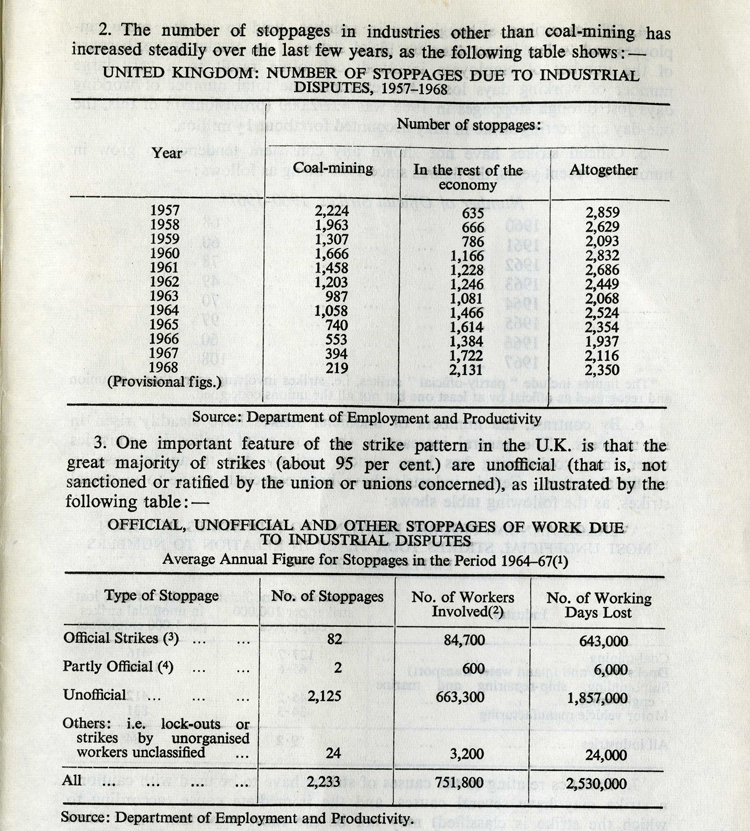 2. The number of stoppages in industries other than coal-mining has
increased steadily over the last few years, as the following table shows:—
UNITED KINGDOM: NUMBER OF STOPPAGES DUE TO INDUSTRIAL
DISPUTES, 1957–1968
Number of stoppages:
Year
Coal-mining In the rest of the economy Altogether
1957 2,224 635 2,859
1958 1,963 666 2,629
1959 1,307 786 2,093
1960 1,666 1,166 2,832
1961 1,458 1,228 2,686
1962 1,203 1,246 2,449
1963 987 1,081 2,068
1964 1,058 1,466 2,524
1965 740 1,614 2,354
1966 553 1,384 1,937
1967 394 1,722 2,116
1968 219 2,131 2,350
(Provisional figs.)
Source: Department of Employment and Productivity
3. One important feature of the strike pattern in the U.K. is that the
great majority of strikes (about 95 per cent.) are unofficial (that is, not
sanctioned or ratified by the union or unions concerned), as illustrated by the
following table:—
OFFICIAL, UNOFFICIAL AND OTHER STOPPAGES OF WORK DUE
TO INDUSTRIAL DISPUTES
Average Annual Figure for Stoppages in the Period 1964–67(1)
Type of Stoppage No. of Stoppages No. of Workers Involved(2) No. of Working Days Lost
Official Strikes (3) ... ... 82 84,700 643,000
Partly Official (4) ... ... 2 600 6,000
Unofficial ... ... ... 2,125 663,300 1,857,000
Others: i.e. lock-outs or
strikes by unorganised
workers unclassified ... 24 3,200 24,000
All ... ... ... ... 2,233 751,800 2,530,000
Source: Department of Employment and Productivity.